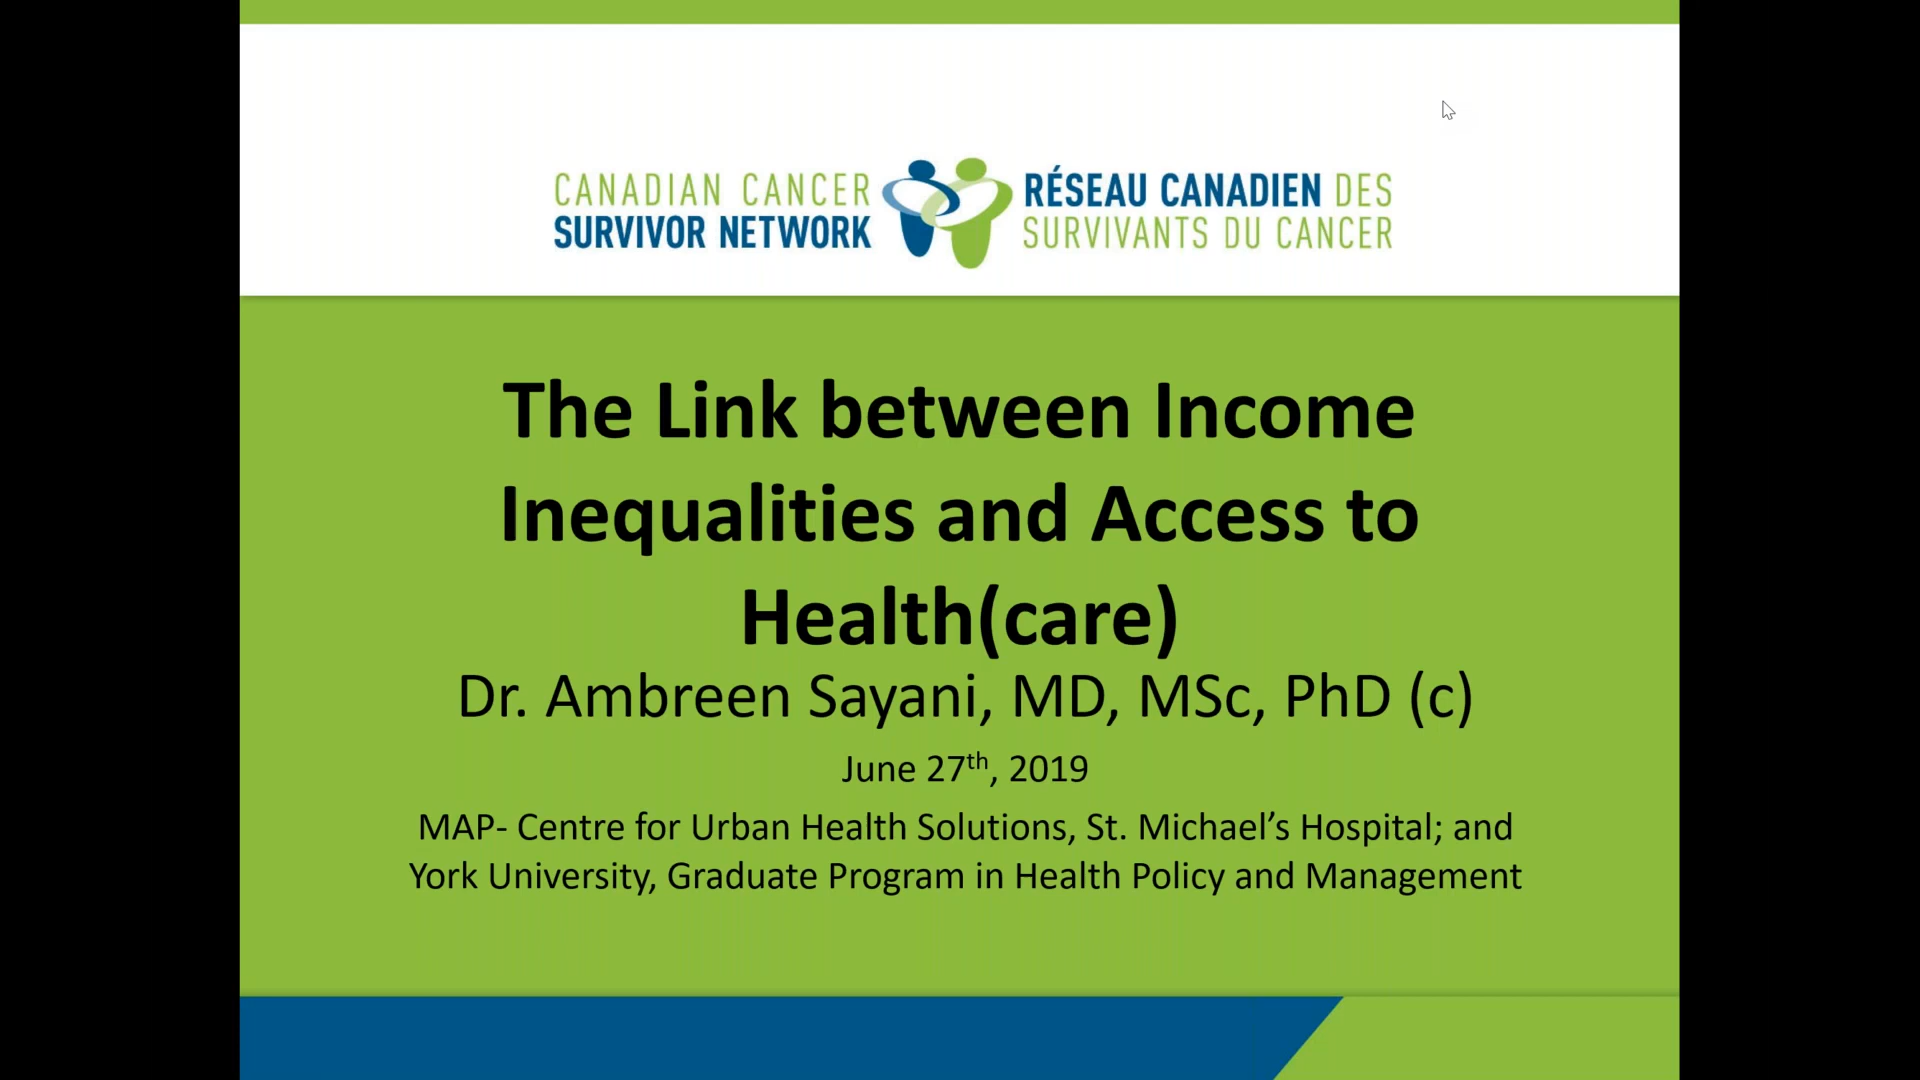 CANADIAN CANCER
SURVIVOR NETWORK
RÉSEAU CANADIEN DES
SURVIVANTS DU CANCER
The Link between Income
Inequalities and Access to
Health(care)
Dr. Ambreen Sayani, MD, MSc, PhD (c)
June 27th, 2019
MAP- Centre for Urban Health Solutions, St. Michael’s Hospital; and
York University, Graduate Program in Health Policy and Management